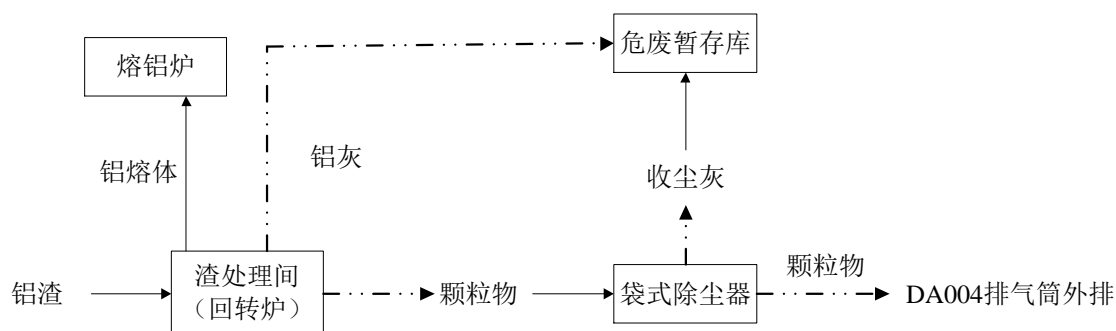 危废暂存库
熔铝炉
铝熔体
铝灰
收尘灰
铝渣
渣处理间
（回转炉）
颗粒物
袋式除尘器
颗粒物
DA004排气筒外排